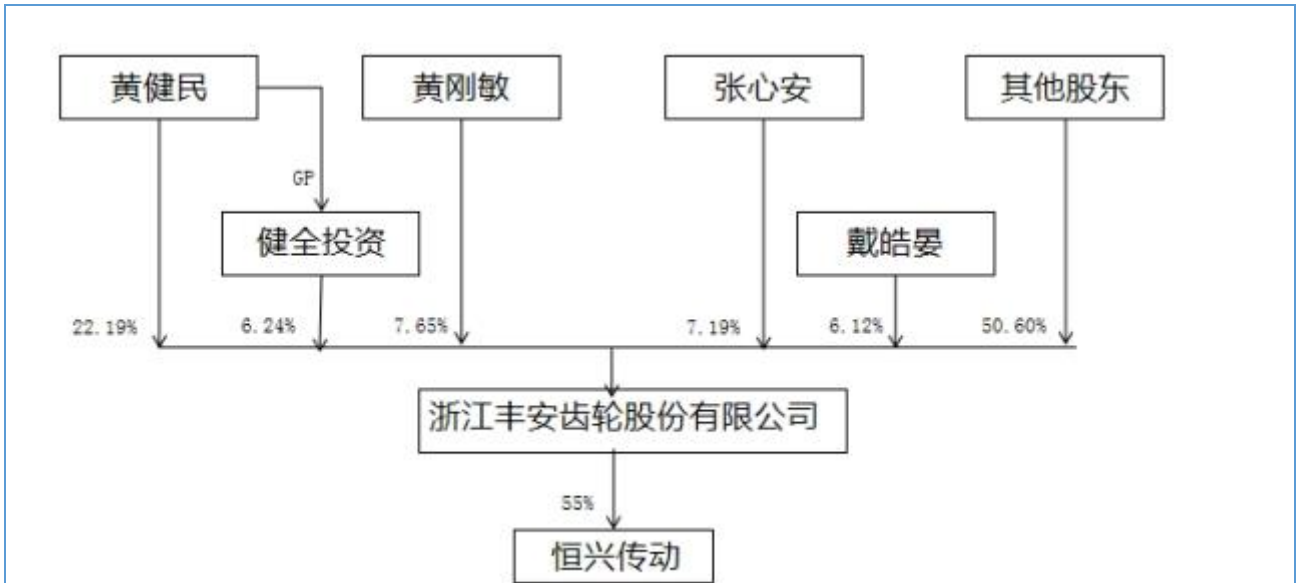 黄健民
黄刚敏
张心安
其他股东
GP
健全投资
戴皓晏
22.19%
6.24%
7.65%
7.19%
6.12%
50.60%
浙江丰安齿轮股份有限公司
55%
恒兴传动